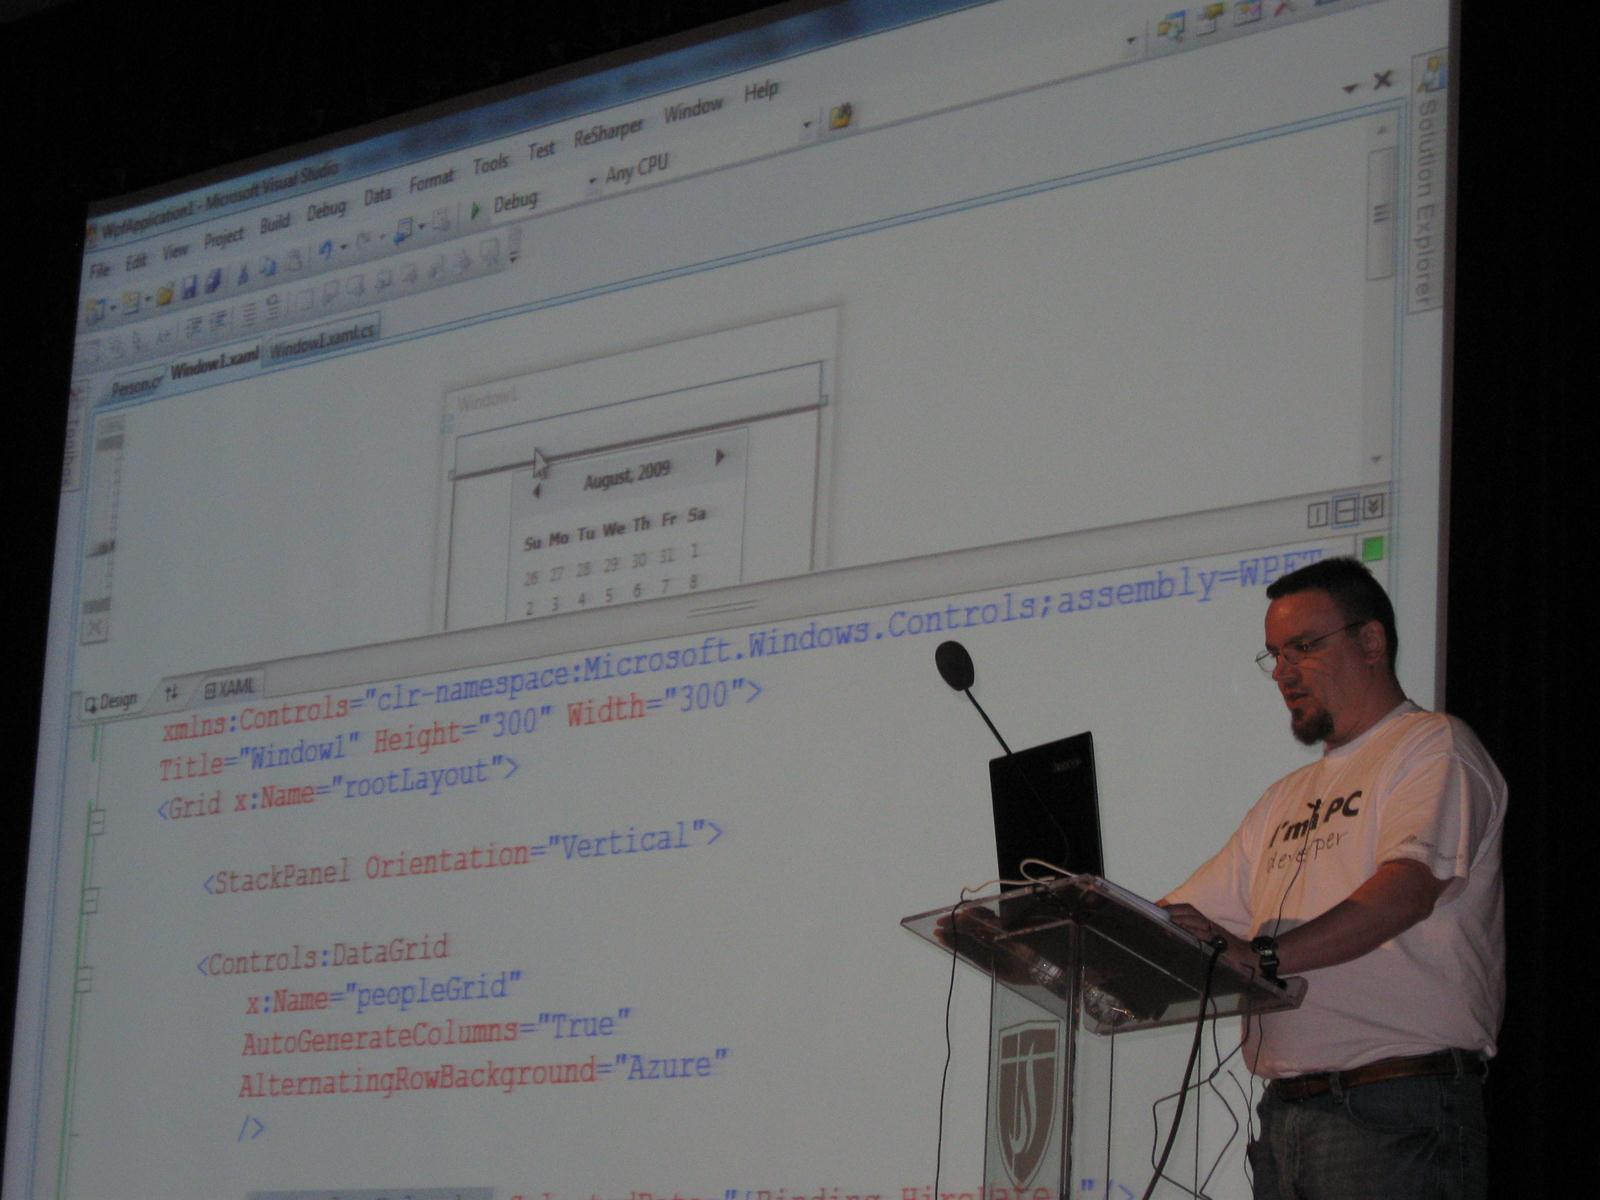 WpfApplication1 - Microsoft Visual Studio
File Edit View Project Build Debug Data Format Tools Test ReSharper Window Help
Debug Any CPU
Window1.xaml Window1.xaml.cs
Solution Explorer
Window1
August, 2009
Su Mo Tu We Th Fr Sa
26 27 28 29 30 31 1
2 3 4 5 6 7 8
Design XAML
xmlns:Controls="clr-namespace:Microsoft.Windows.Controls;assembly=WPFT
Title="Window1" Height="300" Width="300">
<Grid x:Name="rootLayout">
<StackPanel Orientation="Vertical">
<Controls:DataGrid
x:Name="peopleGrid"
AutoGenerateColumns="True"
AlternatingRowBackground="Azure"
/>
I'm PC
developer